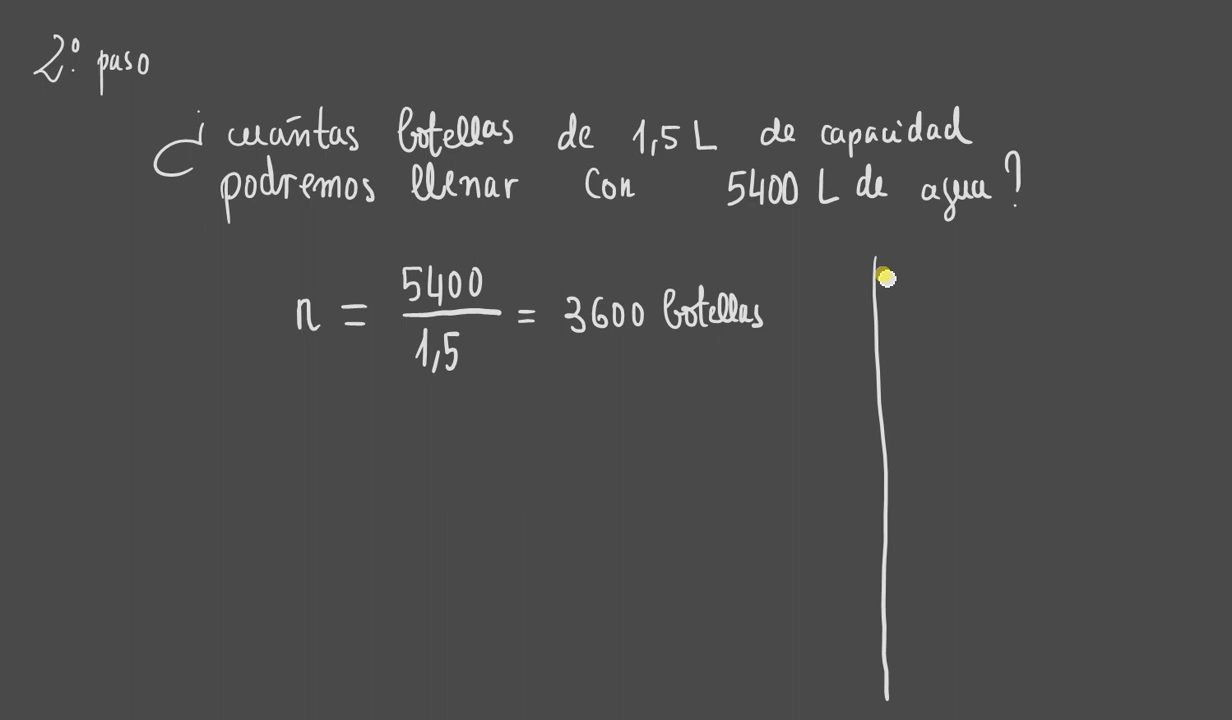 2.º paso
¿cuántas botellas de 1,5 L de capacidad
podremos llenar con 5400 L de agua?
n = 5400/1,5 = 3600 botellas